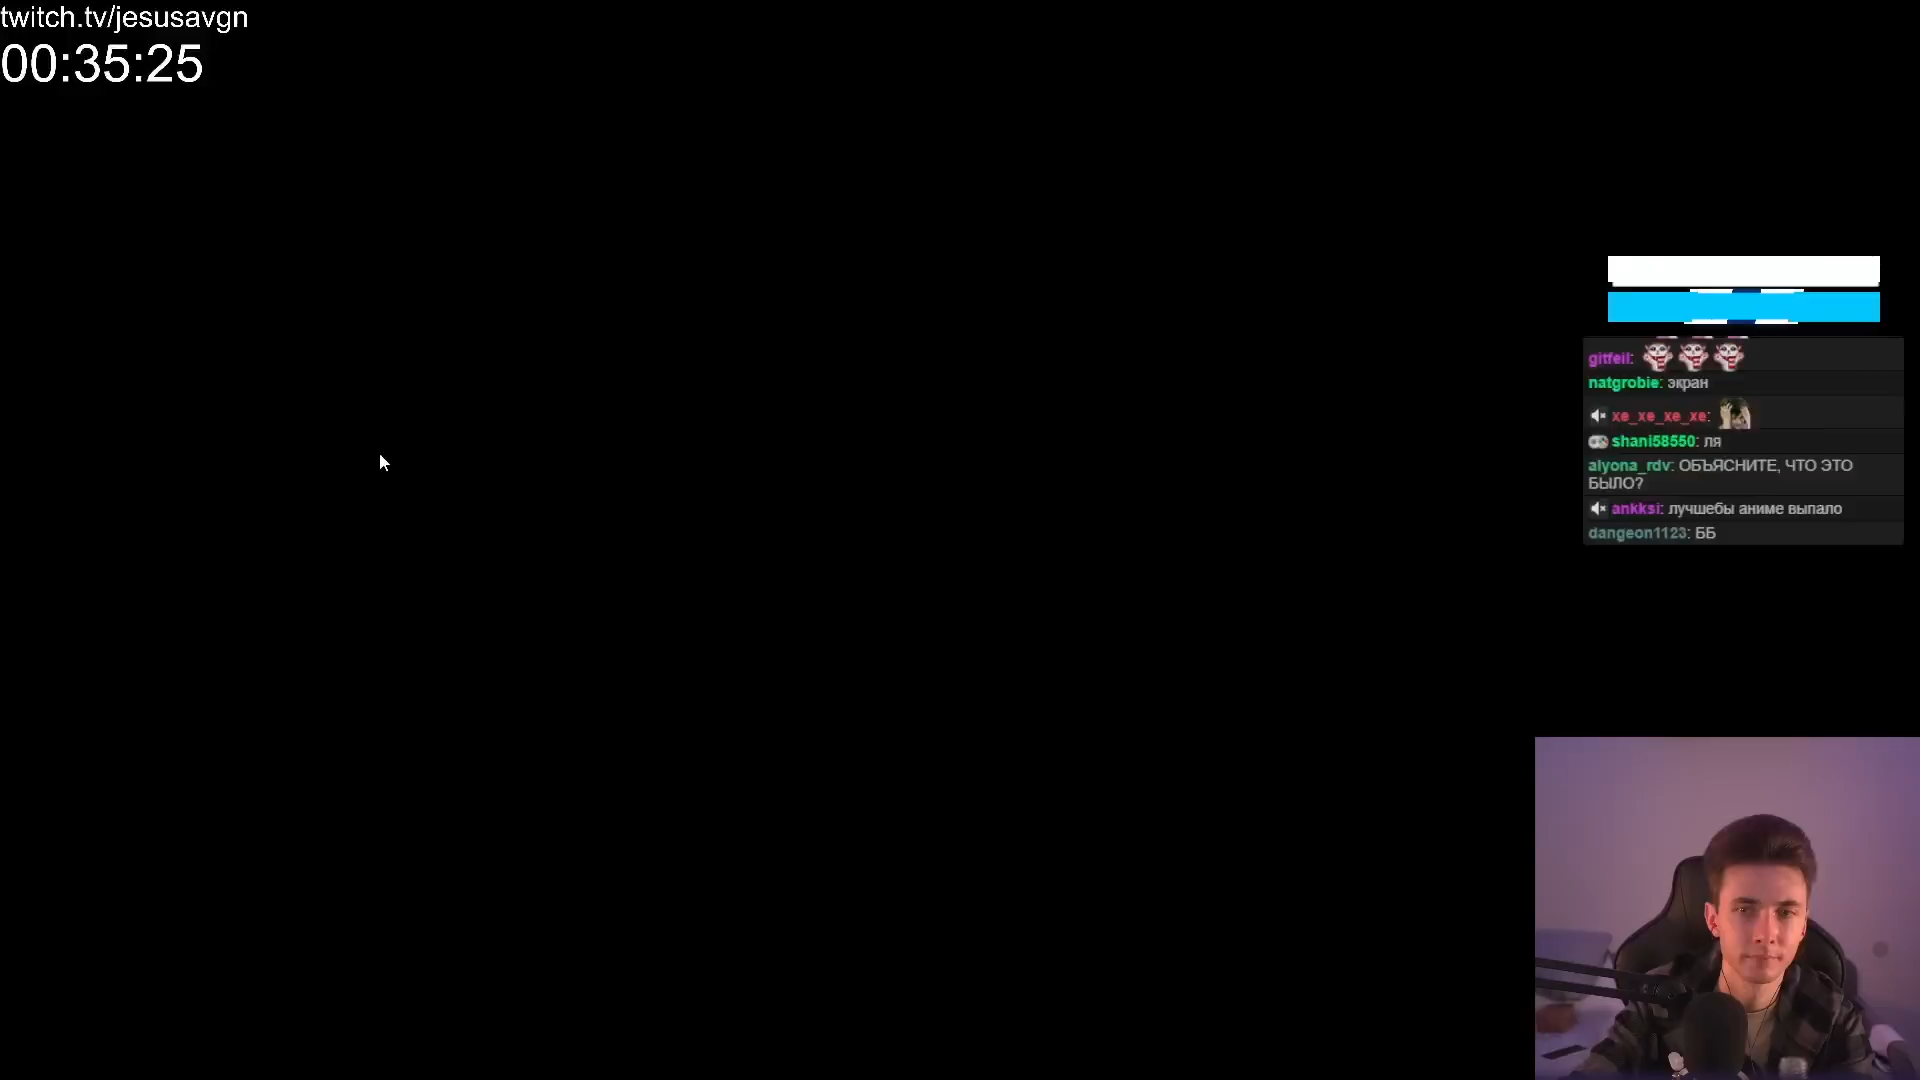 twitch.tv/jesusavgn
00:35:25
gitfeil:
natgrobie: экран
xe_xe_xe_xe:
shani58550: ля
alyona_rdv: ОБЪЯСНИТЕ, ЧТО ЭТО
БЫЛО?
ankksi: лучшебы аниме выпало
dangeon1123: ББ